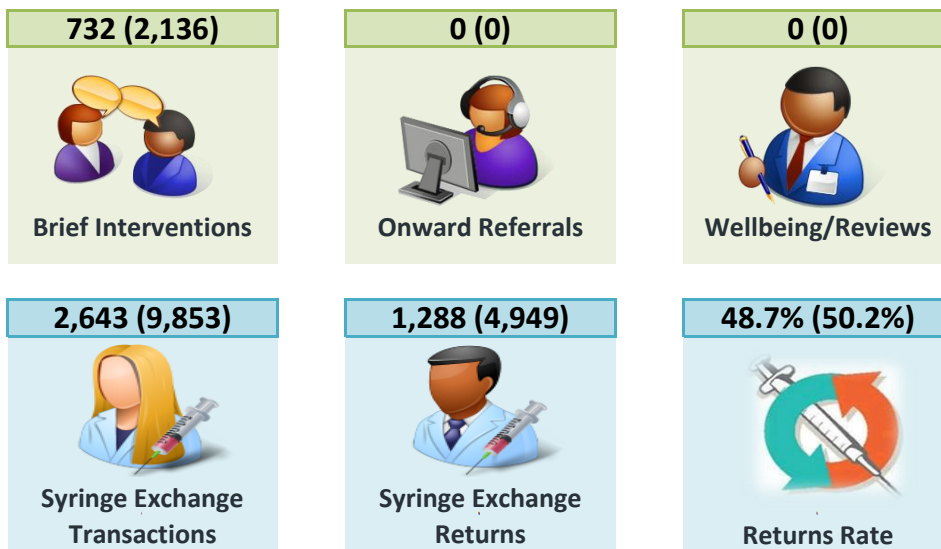 732 (2,136)
0 (0)
0 (0)
Brief Interventions
Onward Referrals
Wellbeing/Reviews
2,643 (9,853)
1,288 (4,949)
48.7% (50.2%)
Syringe Exchange
Transactions
Syringe Exchange
Returns
Returns Rate